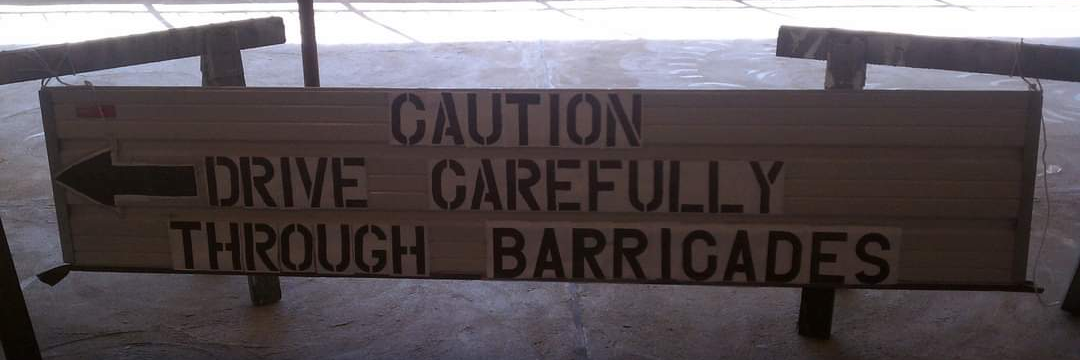 CAUTION
DRIVE CAREFULLY
THROUGH BARRICADES